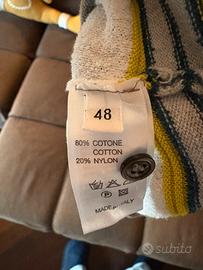 48
80% COTONE
COTTON
20% NYLON
MADE IN ITALY
subito